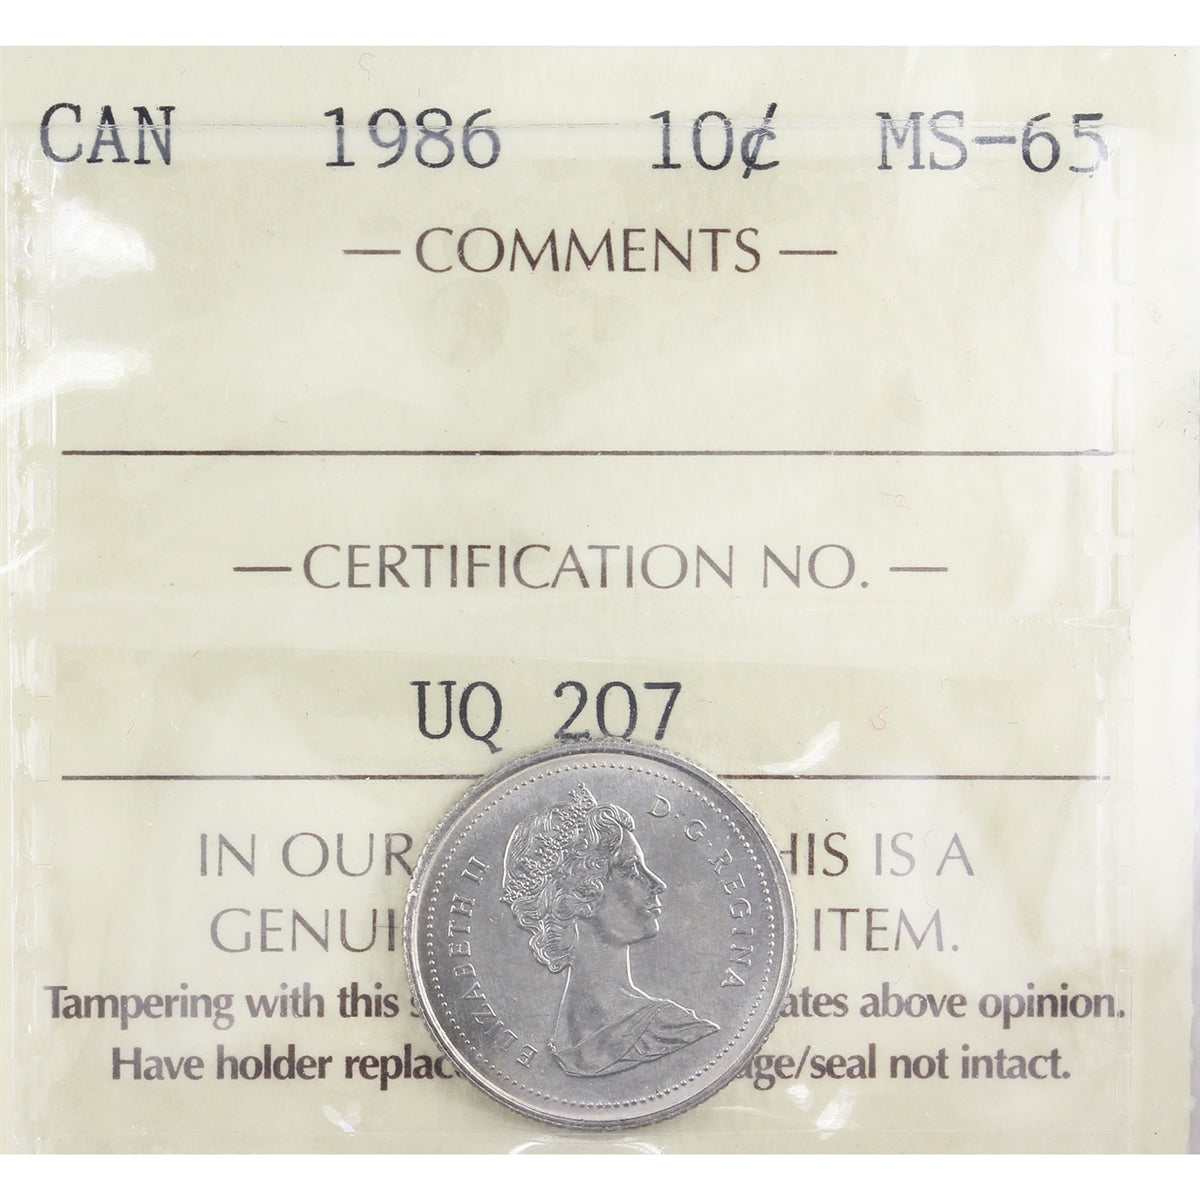 CAN 1986 10¢ MS-65
— COMMENTS —
— CERTIFICATION NO. —
UQ 207
IN OUR HIS IS A
GENUI ITEM.
Tampering with this s ates above opinion.
Have holder replac ge/seal not intact.
ELIZABETH II D·G·REGINA